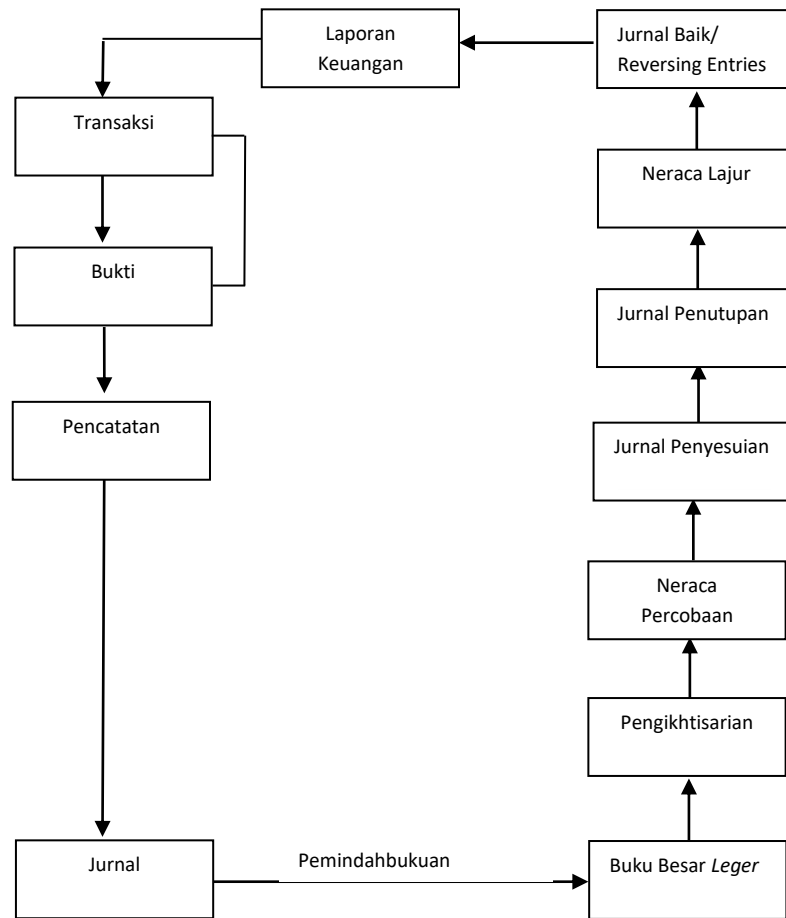 Laporan
Keuangan
Jurnal Baik/
Reversing Entries
Transaksi
Neraca Lajur
Bukti
Jurnal Penutupan
Pencatatan
Jurnal Penyesuian
Neraca
Percobaan
Pengikhtisarian
Jurnal
Pemindahbukuan
Buku Besar Leger